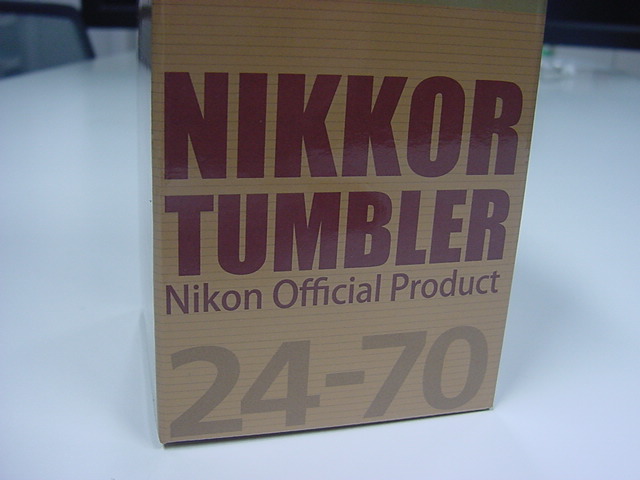 NIKKOR
TUMBLER
Nikon Official Product
24-70